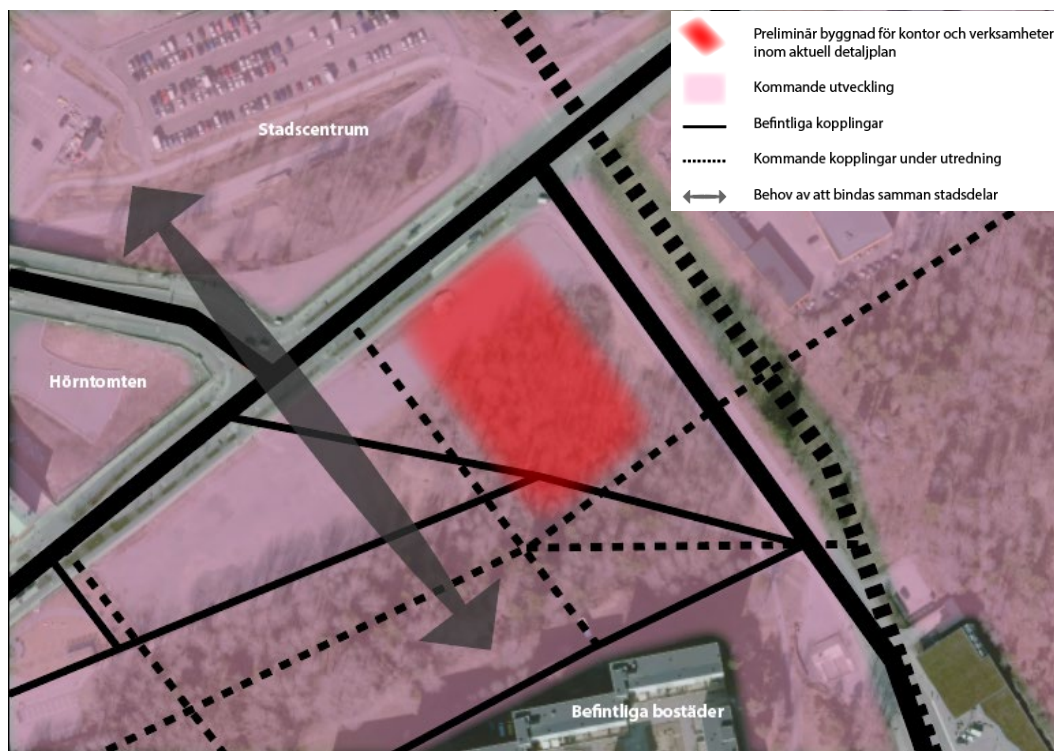 Preliminär byggnad för kontor och verksamheter
inom aktuell detaljplan
Kommande utveckling
Befintliga kopplingar
Kommande kopplingar under utredning
Behov av att bindas samman stadsdelar
Stadscentrum
Hörntomten
Befintliga bostäder